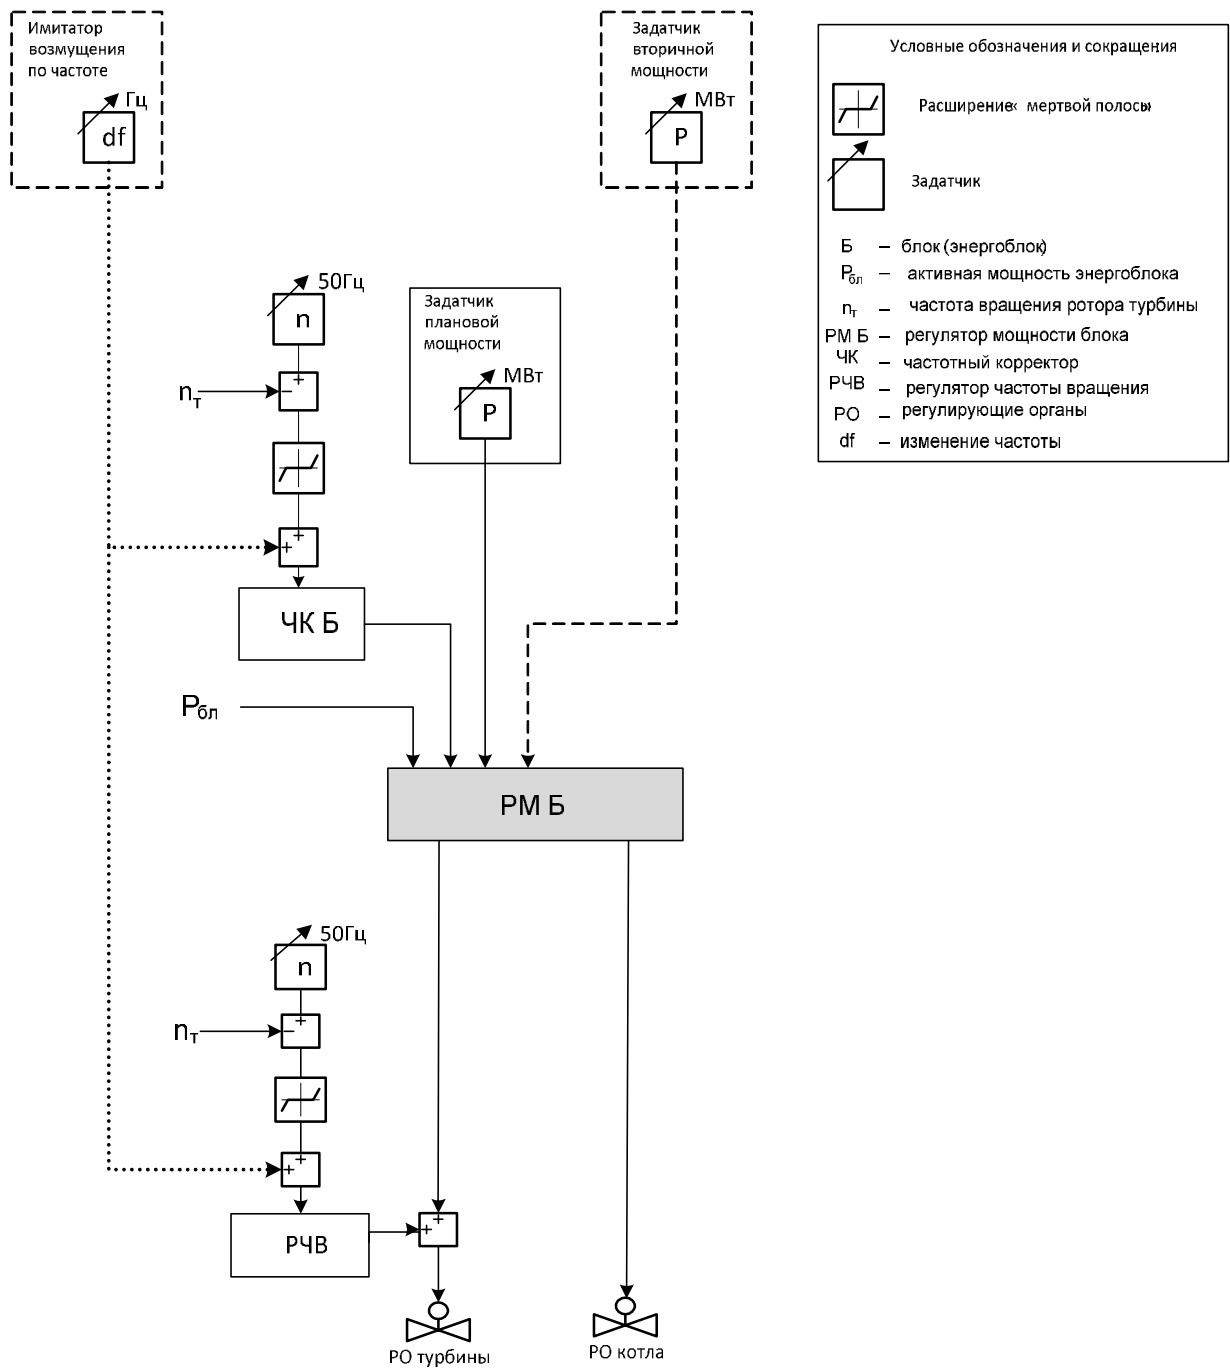 Имитатор
возмущения
по частоте
Гц
df
Задатчик
вторичной
мощности
МВт
P
Условные обозначения и сокращения
Расширение« мертвой полосы»
Задатчик
Б – блок (энергоблок)
Рбл – активная мощность энергоблока
nт – частота вращения ротора турбины
РМ Б – регулятор мощности блока
ЧК – частотный корректор
РЧВ – регулятор частоты вращения
РО – регулирующие органы
df – изменение частоты
50Гц
n
+
nт
–
Задатчик
плановой
мощности
МВт
P
+
+
ЧК Б
Рбл
РМ Б
50Гц
n
+
nт
–
+
+
РЧВ
+
+
РО турбины
РО котла